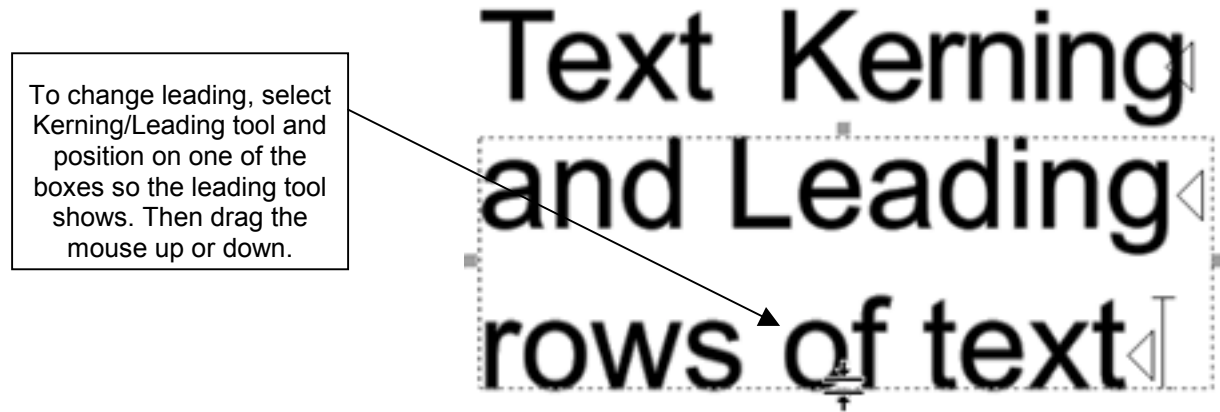 To change leading, select
Kerning/Leading tool and
position on one of the
boxes so the leading tool
shows. Then drag the
mouse up or down.
Text Kerning
and Leading
rows of text